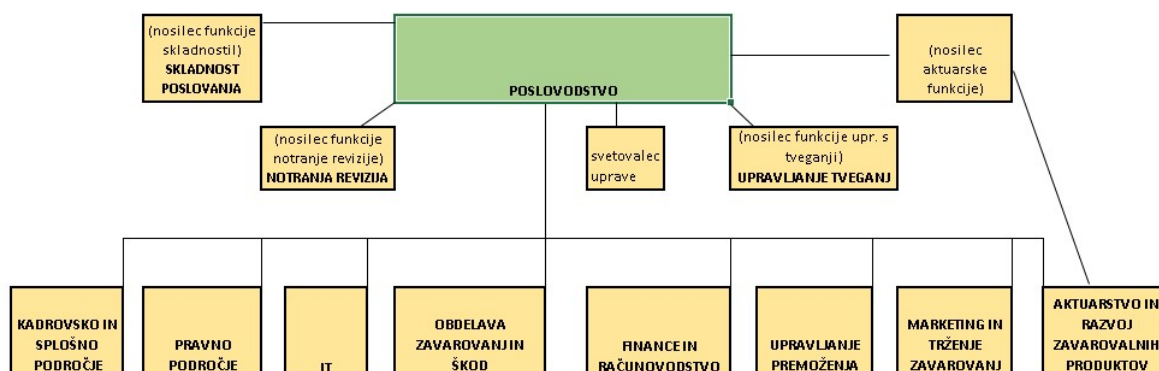 (nosilec funkcije
skladnostil)
SKLADNOST
POSLOVANJA
POSLOVODSTVO
(nosilec
aktuarske
funkcije)
(nosilec funkcije
notranje revizije)
NOTRANJA REVIZIJA
svetovalec
uprave
(nosilec funkcije upr. s
tveganji)
UPRAVLJANJE TVEGANJ
KADROVSKO IN
SPLOŠNO
PODROČJE
PRAVNO
PODROČJE
IT
OBDELAVA
ZAVAROVANJ IN
ŠKOD
FINANCE IN
RAČUNOVODSTVO
UPRAVLJANJE
PREMOŽENJA
MARKETING IN
TRŽENJE
ZAVAROVANJ
AKTUARSTVO IN
RAZVOJ
ZAVAROVALNIH
PRODUKTOV